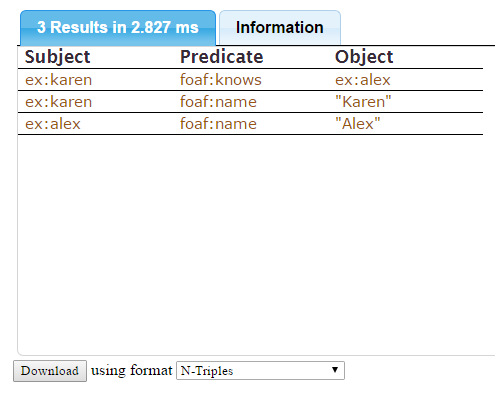 3 Results in 2.827 ms Information
Subject Predicate Object
ex:karen foaf:knows ex:alex
ex:karen foaf:name "Karen"
ex:alex foaf:name "Alex"
Download using format N-Triples